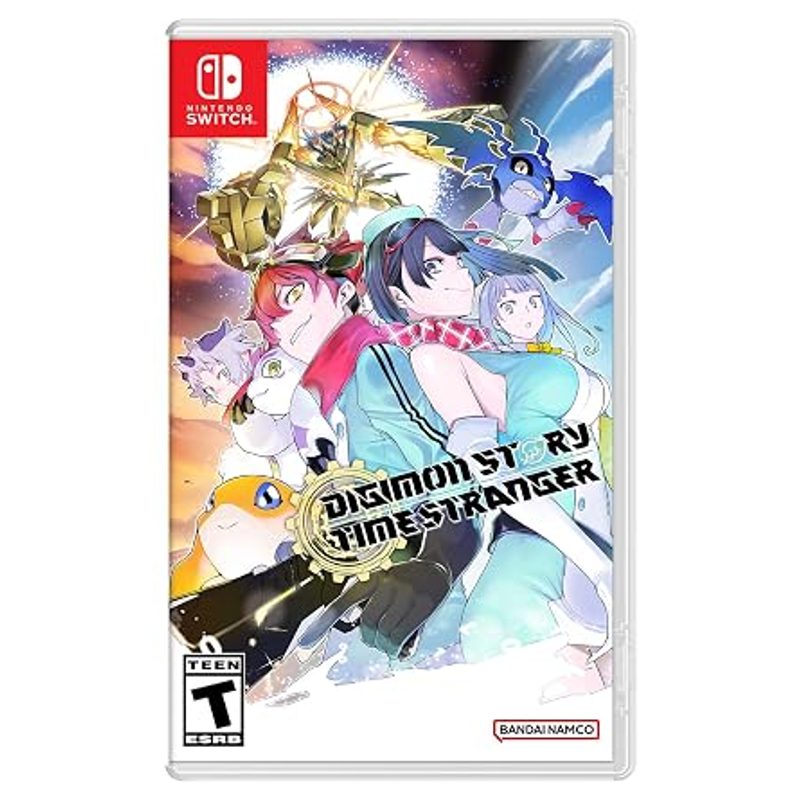 NINTENDO
SWITCH
DIGIMON STORY
TIME STRANGER
TEEN
T
ESRB
BANDAI NAMCO